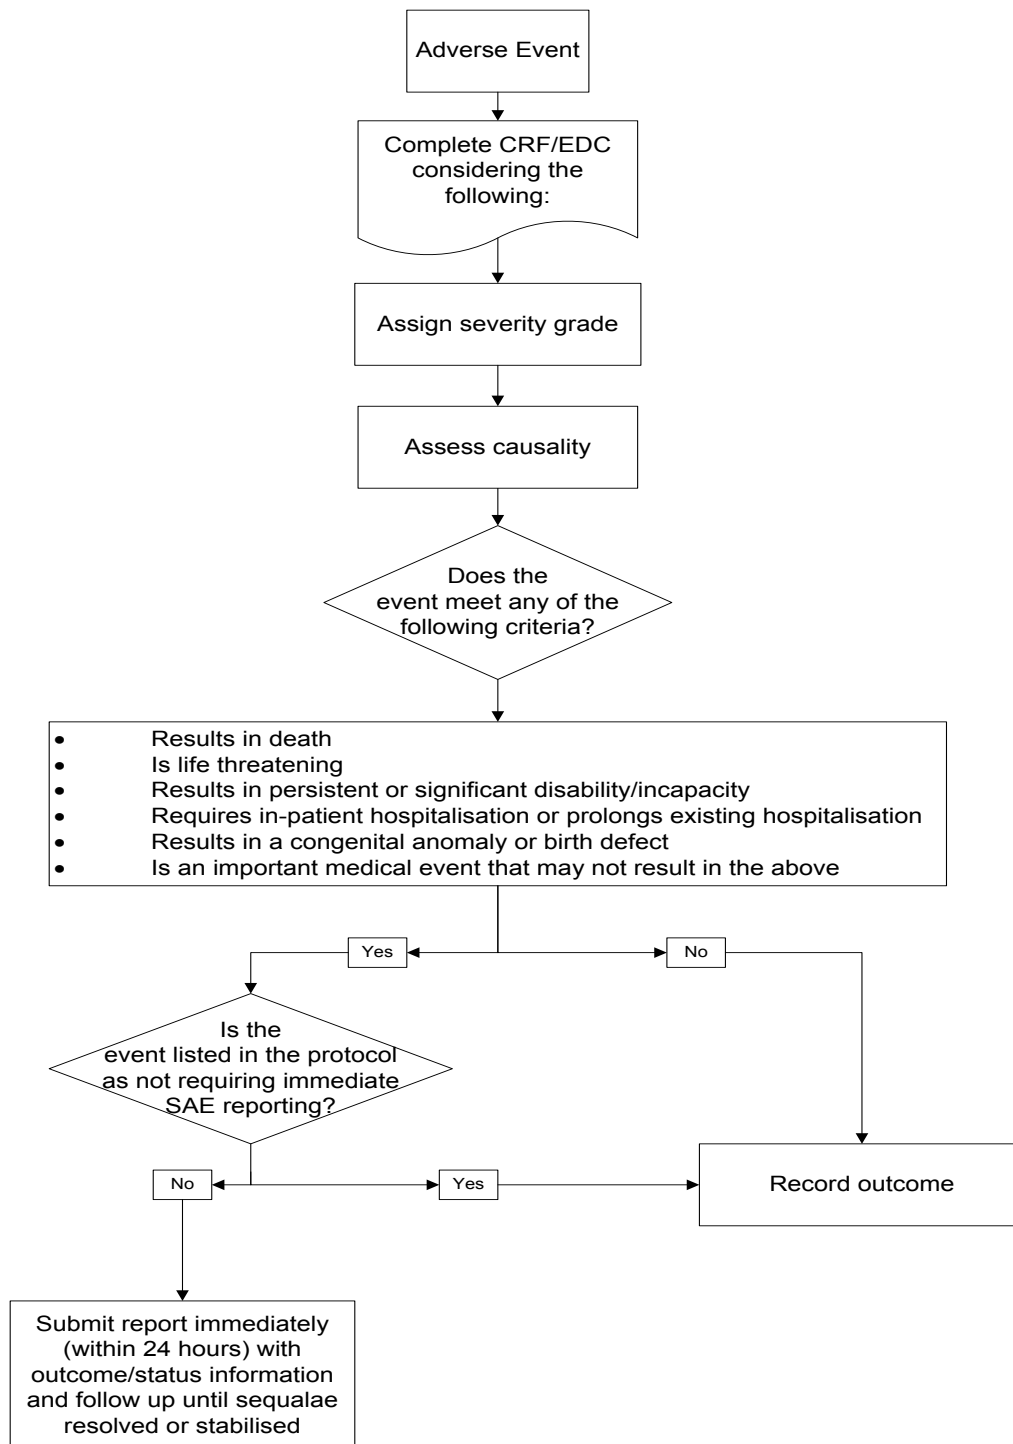 Adverse Event
Complete CRF/EDC
considering the
following:
Assign severity grade
Assess causality
Does the
event meet any of the
following criteria?
• Results in death
• Is life threatening
• Results in persistent or significant disability/incapacity
• Requires in-patient hospitalisation or prolongs existing hospitalisation
• Results in a congenital anomaly or birth defect
• Is an important medical event that may not result in the above
Yes
No
Is the
event listed in the protocol
as not requiring immediate
SAE reporting?
No
Yes
Record outcome
Submit report immediately
(within 24 hours) with
outcome/status information
and follow up until sequalae
resolved or stabilised